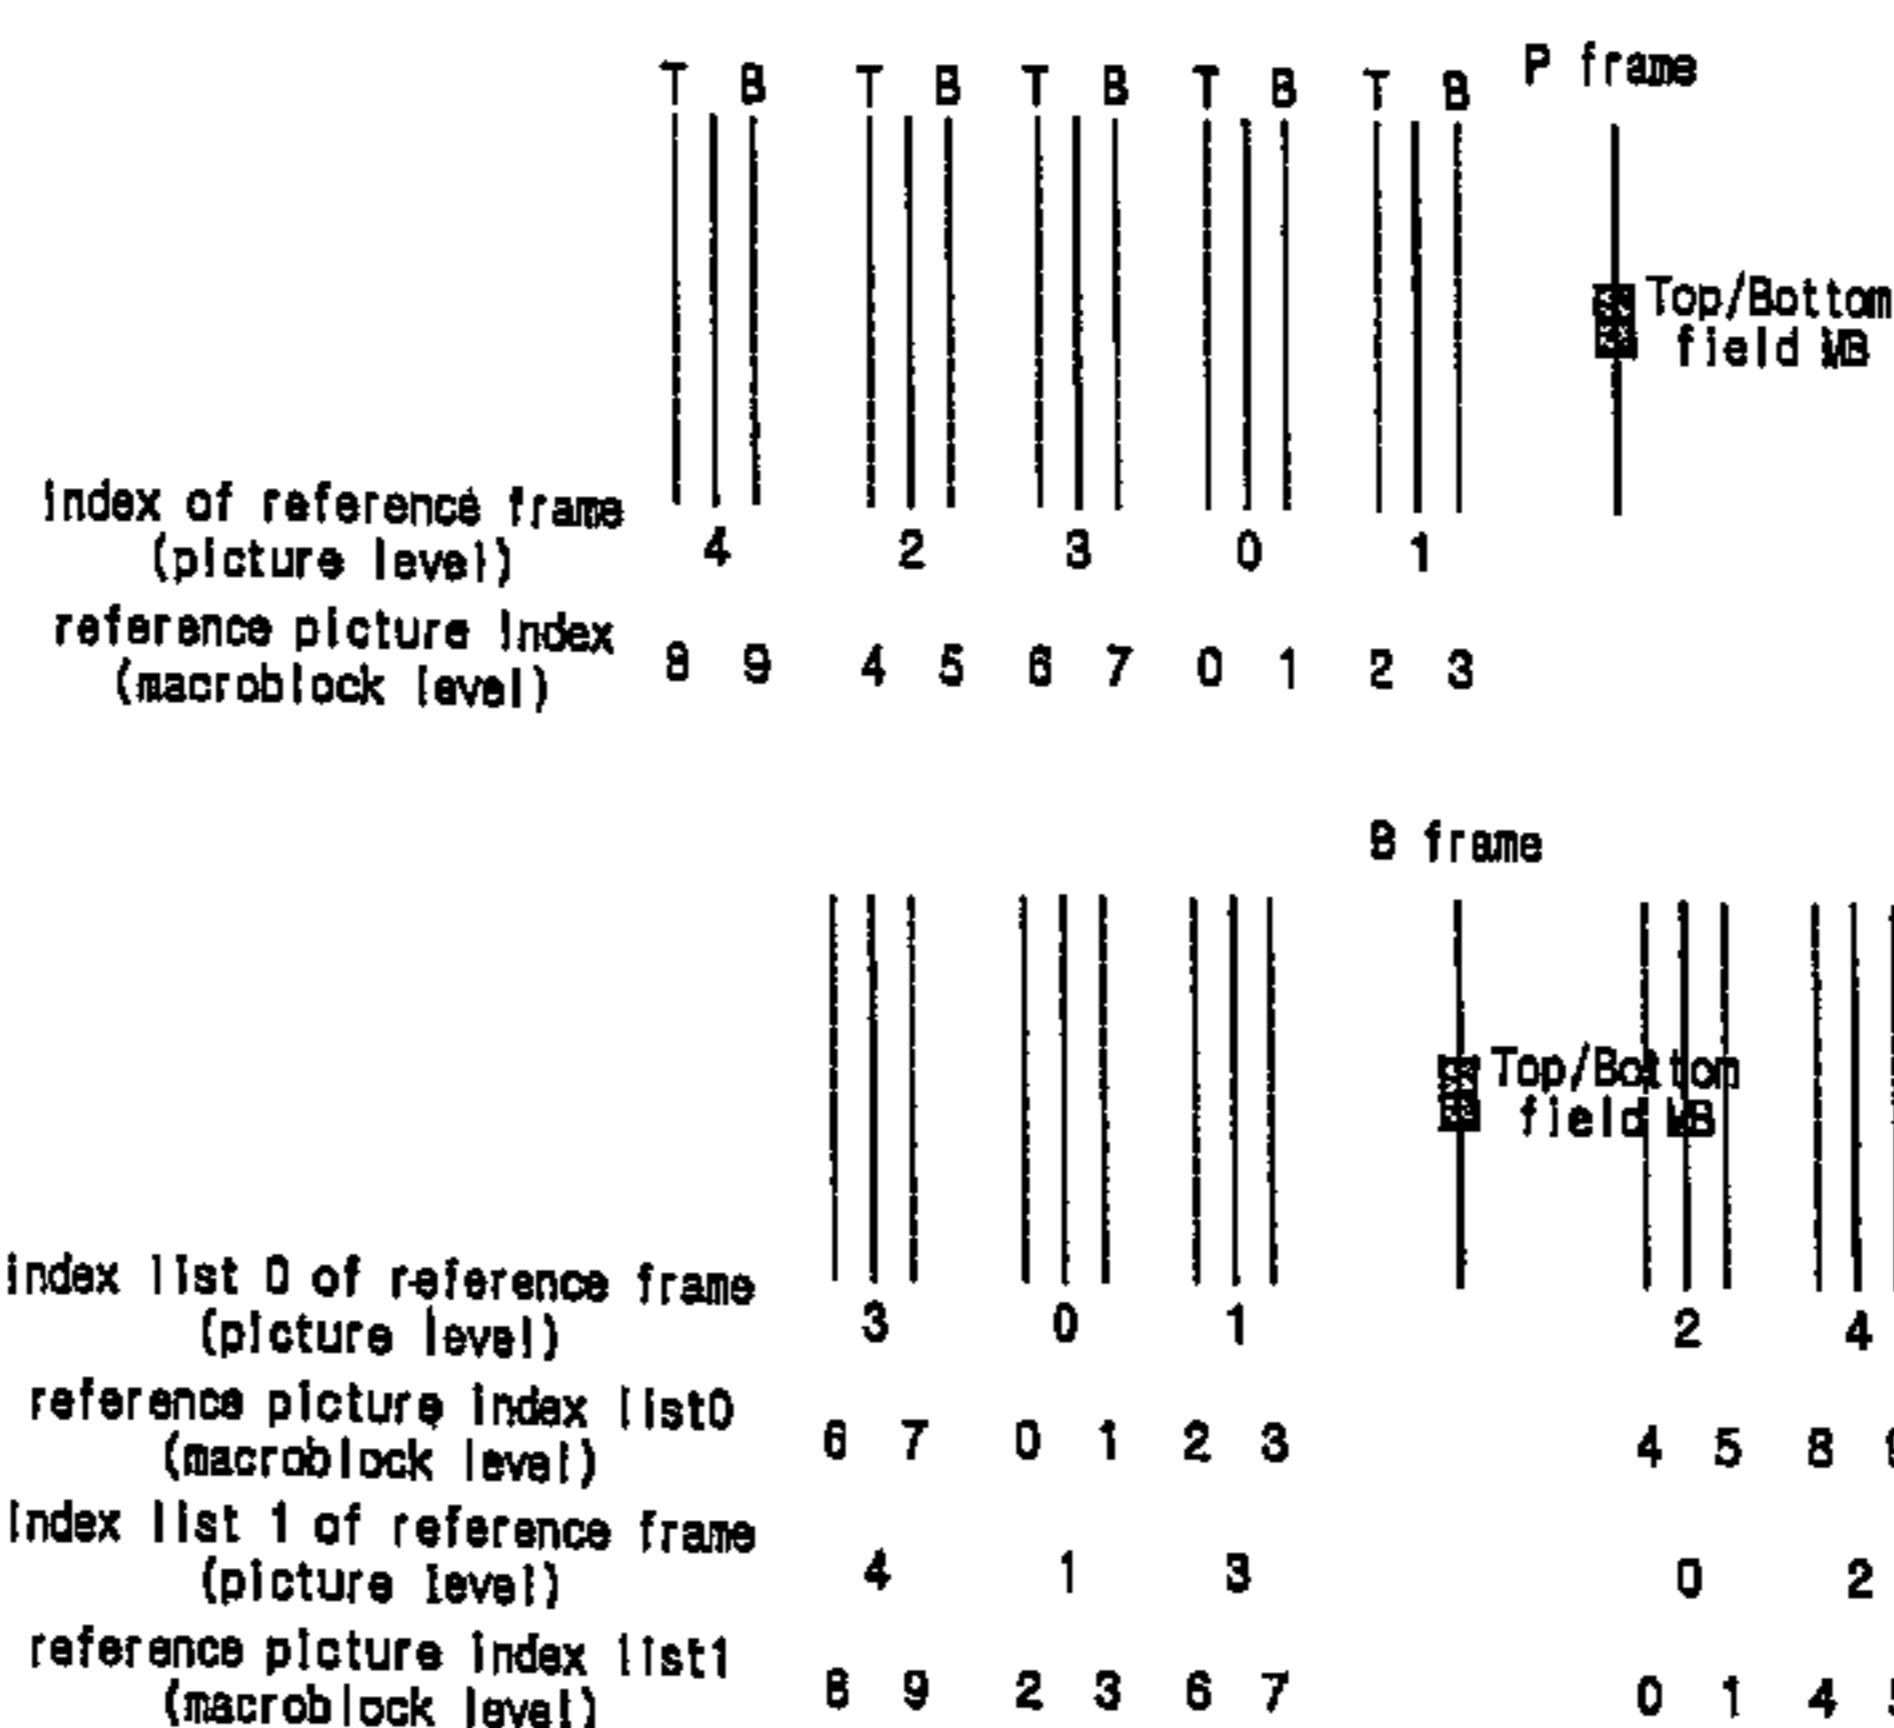 P frame
T B T B T B T B T B
Top/Bottom
field MB
index of reference frame
(picture level)
4 2 3 0 1
reference picture index
(macroblock level)
8 9 4 5 6 7 0 1 2 3
B frame
Top/Bottom
field MB
index list 0 of reference frame
(picture level)
3 0 1 2 4
reference picture index list0
(macroblock level)
6 7 0 1 2 3 4 5 8
index list 1 of reference frame
(picture level)
4 1 3 0 2
reference picture index list1
(macroblock level)
8 9 2 3 6 7 0 1 4